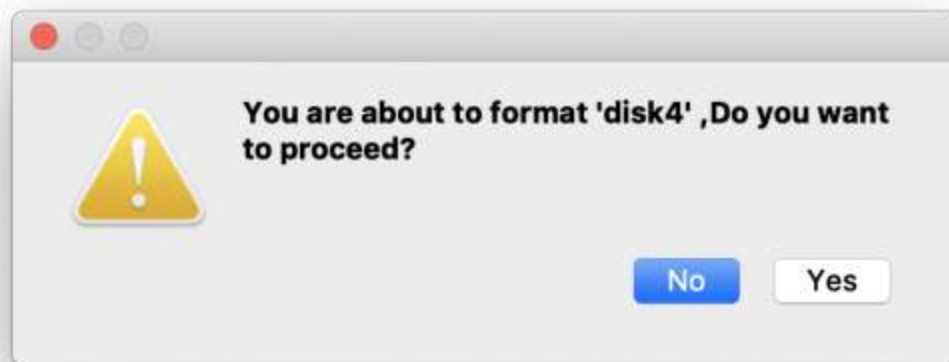 You are about to format 'disk4' ,Do you want
to proceed?
No
Yes